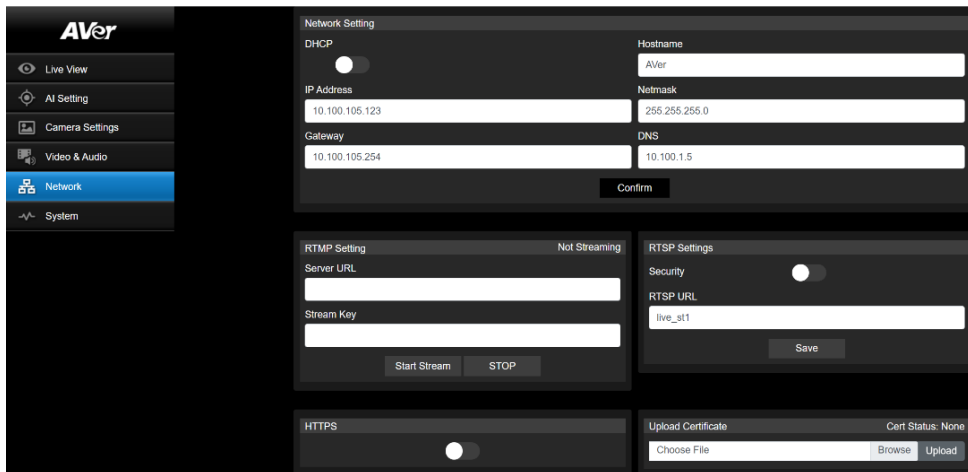 AVer
Live View
AI Setting
Camera Settings
Video & Audio
Network
System
Network Setting
DHCP
Hostname
AVer
IP Address
Netmask
10.100.105.123
255.255.255.0
Gateway
DNS
10.100.105.254
10.100.1.5
Confirm
RTMP Setting Not Streaming
Server URL
Stream Key
Start Stream STOP
RTSP Settings
Security
RTSP URL
live_st1
Save
HTTPS
Upload Certificate Cert Status: None
Choose File Browse Upload